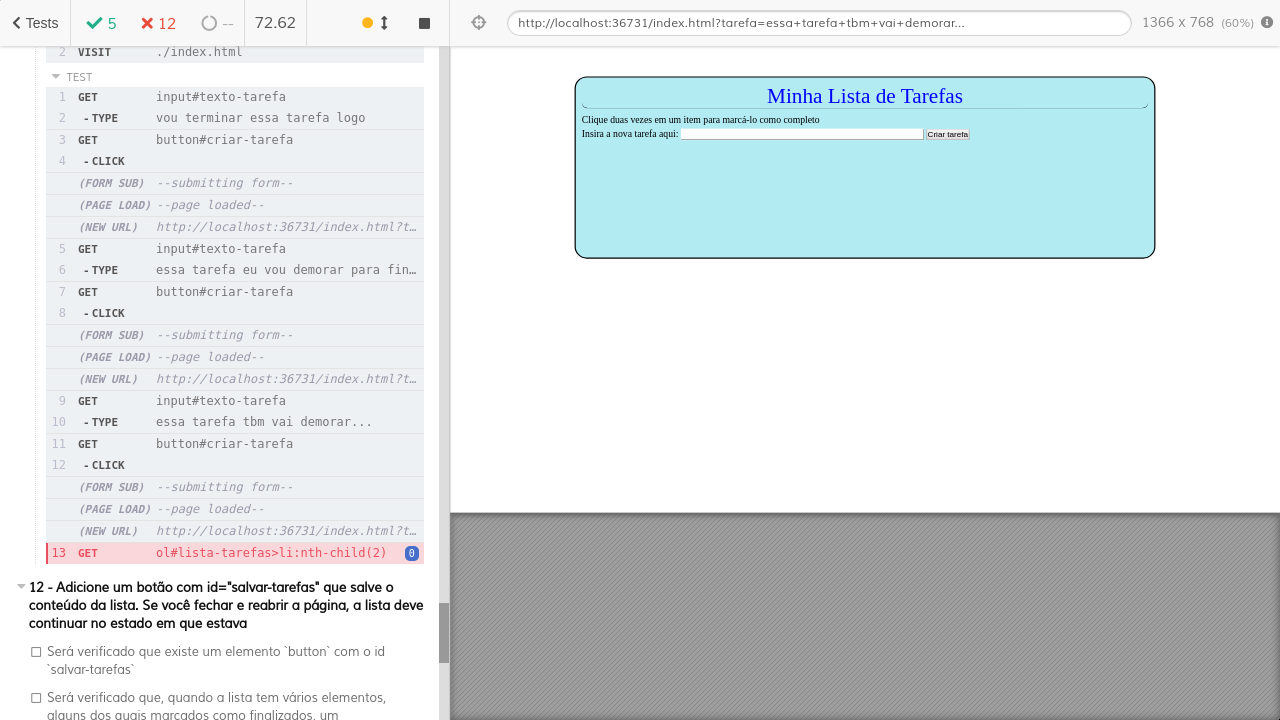 Tests 5 12 -- 72.62
2 VISIT ./index.html
TEST
1 GET input#texto-tarefa
2 -TYPE vou terminar essa tarefa logo
3 GET button#criar-tarefa
4 -CLICK
(FORM SUB) --submitting form--
(PAGE LOAD) --page loaded--
(NEW URL) http://localhost:36731/index.html?t…
5 GET input#texto-tarefa
6 -TYPE essa tarefa eu vou demorar para fin…
7 GET button#criar-tarefa
8 -CLICK
(FORM SUB) --submitting form--
(PAGE LOAD) --page loaded--
(NEW URL) http://localhost:36731/index.html?t…
9 GET input#texto-tarefa
10 -TYPE essa tarefa tbm vai demorar...
11 GET button#criar-tarefa
12 -CLICK
(FORM SUB) --submitting form--
(PAGE LOAD) --page loaded--
(NEW URL) http://localhost:36731/index.html?t…
13 GET ol#lista-tarefas>li:nth-child(2) 0
12 - Adicione um botão com id="salvar-tarefas" que salve o
conteúdo da lista. Se você fechar e reabrir a página, a lista deve
continuar no estado em que estava
Será verificado que existe um elemento `button` com o id
`salvar-tarefas`
Será verificado que, quando a lista tem vários elementos,
alguns dos quais marcados como finalizados, um
http://localhost:36731/index.html?tarefa=essa+tarefa+tbm+vai+demorar...
1366 x 768 (60%)
Minha Lista de Tarefas
Clique duas vezes em um item para marcá-lo como completo
Insira a nova tarefa aqui: Criar tarefa